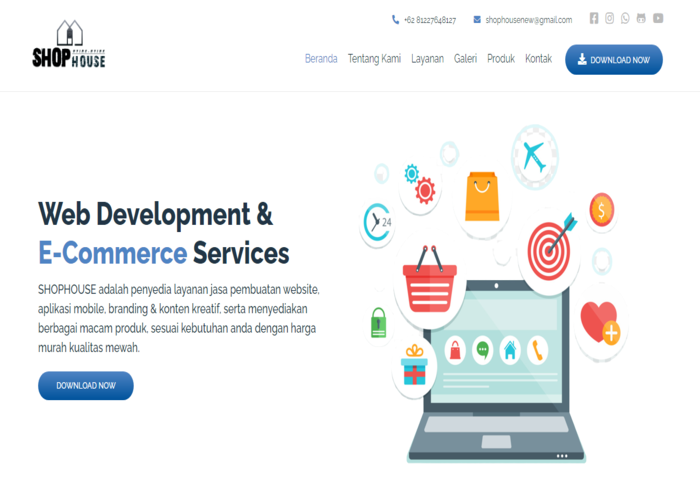 +62 81227648127
shophousenew@gmail.com
SHOP HOUSE
Beranda
Tentang Kami
Layanan
Galeri
Produk
Kontak
DOWNLOAD NOW
Web Development &
E-Commerce Services
SHOPHOUSE adalah penyedia layanan jasa pembuatan website,
aplikasi mobile, branding & konten kreatif, serta menyediakan
berbagai macam produk, sesuai kebutuhan anda dengan harga
murah kualitas mewah.
DOWNLOAD NOW
24
$